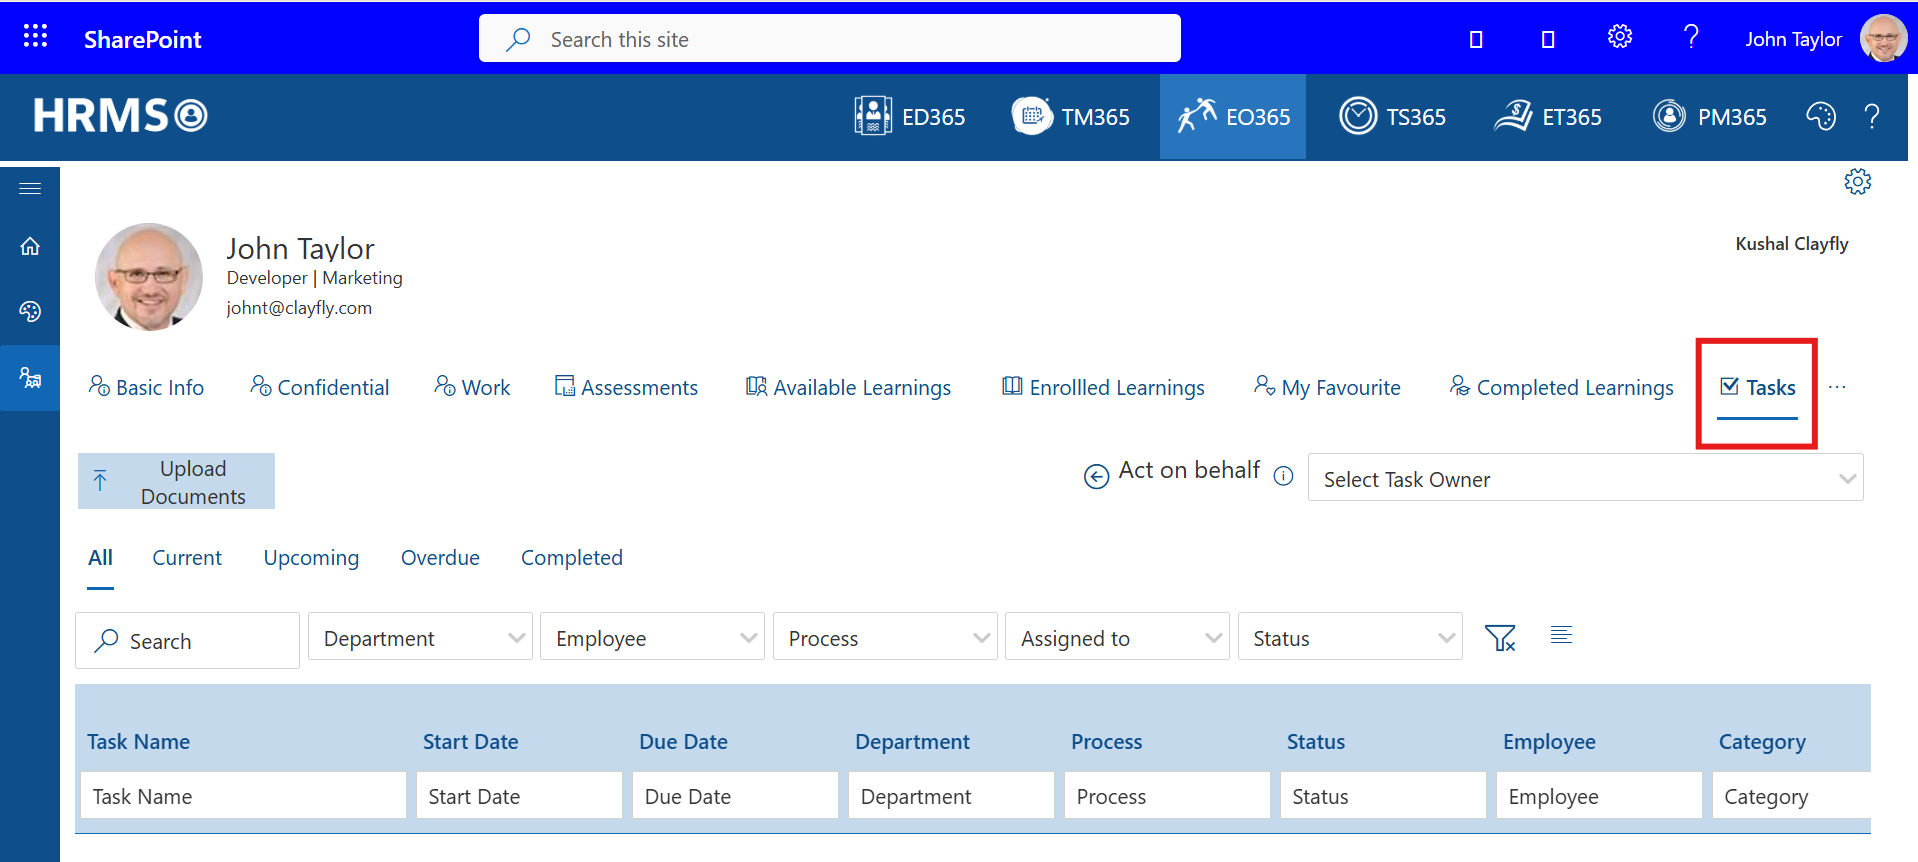 SharePoint
Search this site
John Taylor
HRMS
ED365
TM365
EO365
TS365
ET365
PM365
John Taylor
Developer | Marketing
johnt@clayfly.com
Kushal Clayfly
Basic Info
Confidential
Work
Assessments
Available Learnings
Enrollled Learnings
My Favourite
Completed Learnings
Tasks
...
Upload
Documents
Act on behalf
Select Task Owner
All
Current
Upcoming
Overdue
Completed
Search
Department
Employee
Process
Assigned to
Status
Task Name
Start Date
Due Date
Department
Process
Status
Employee
Category
Task Name
Start Date
Due Date
Department
Process
Status
Employee
Category